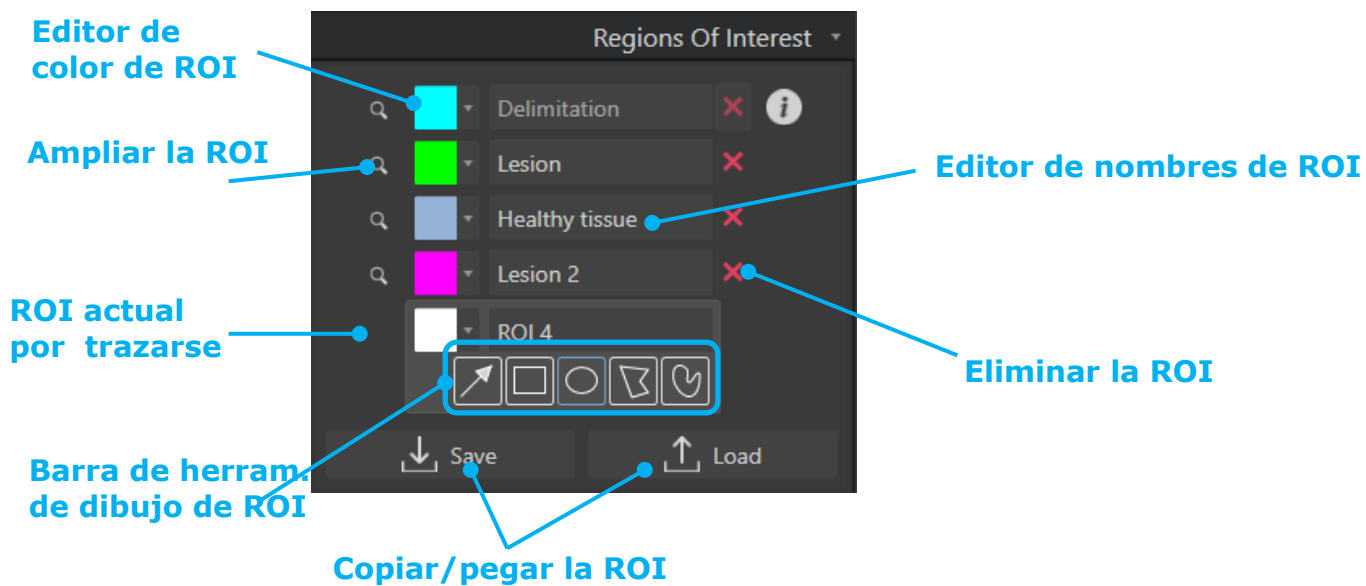 Editor de
color de ROI
Regions Of Interest
Delimitation
i
Ampliar la ROI
Lesion
Editor de nombres de ROI
Healthy tissue
Lesion 2
ROI actual
por trazarse
ROI 4
Eliminar la ROI
Barra de herram.
de dibujo de ROI
Save
Load
Copiar/pegar la ROI